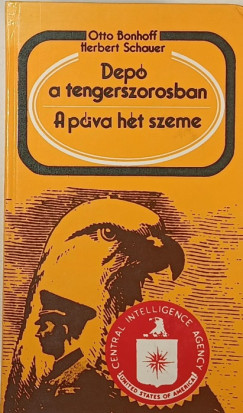 Otto Bonhoff
Herbert Schauer
Depó
a tengerszorosban
A páva hét szeme
CENTRAL INTELLIGENCE AGENCY
UNITED STATES OF AMERICA